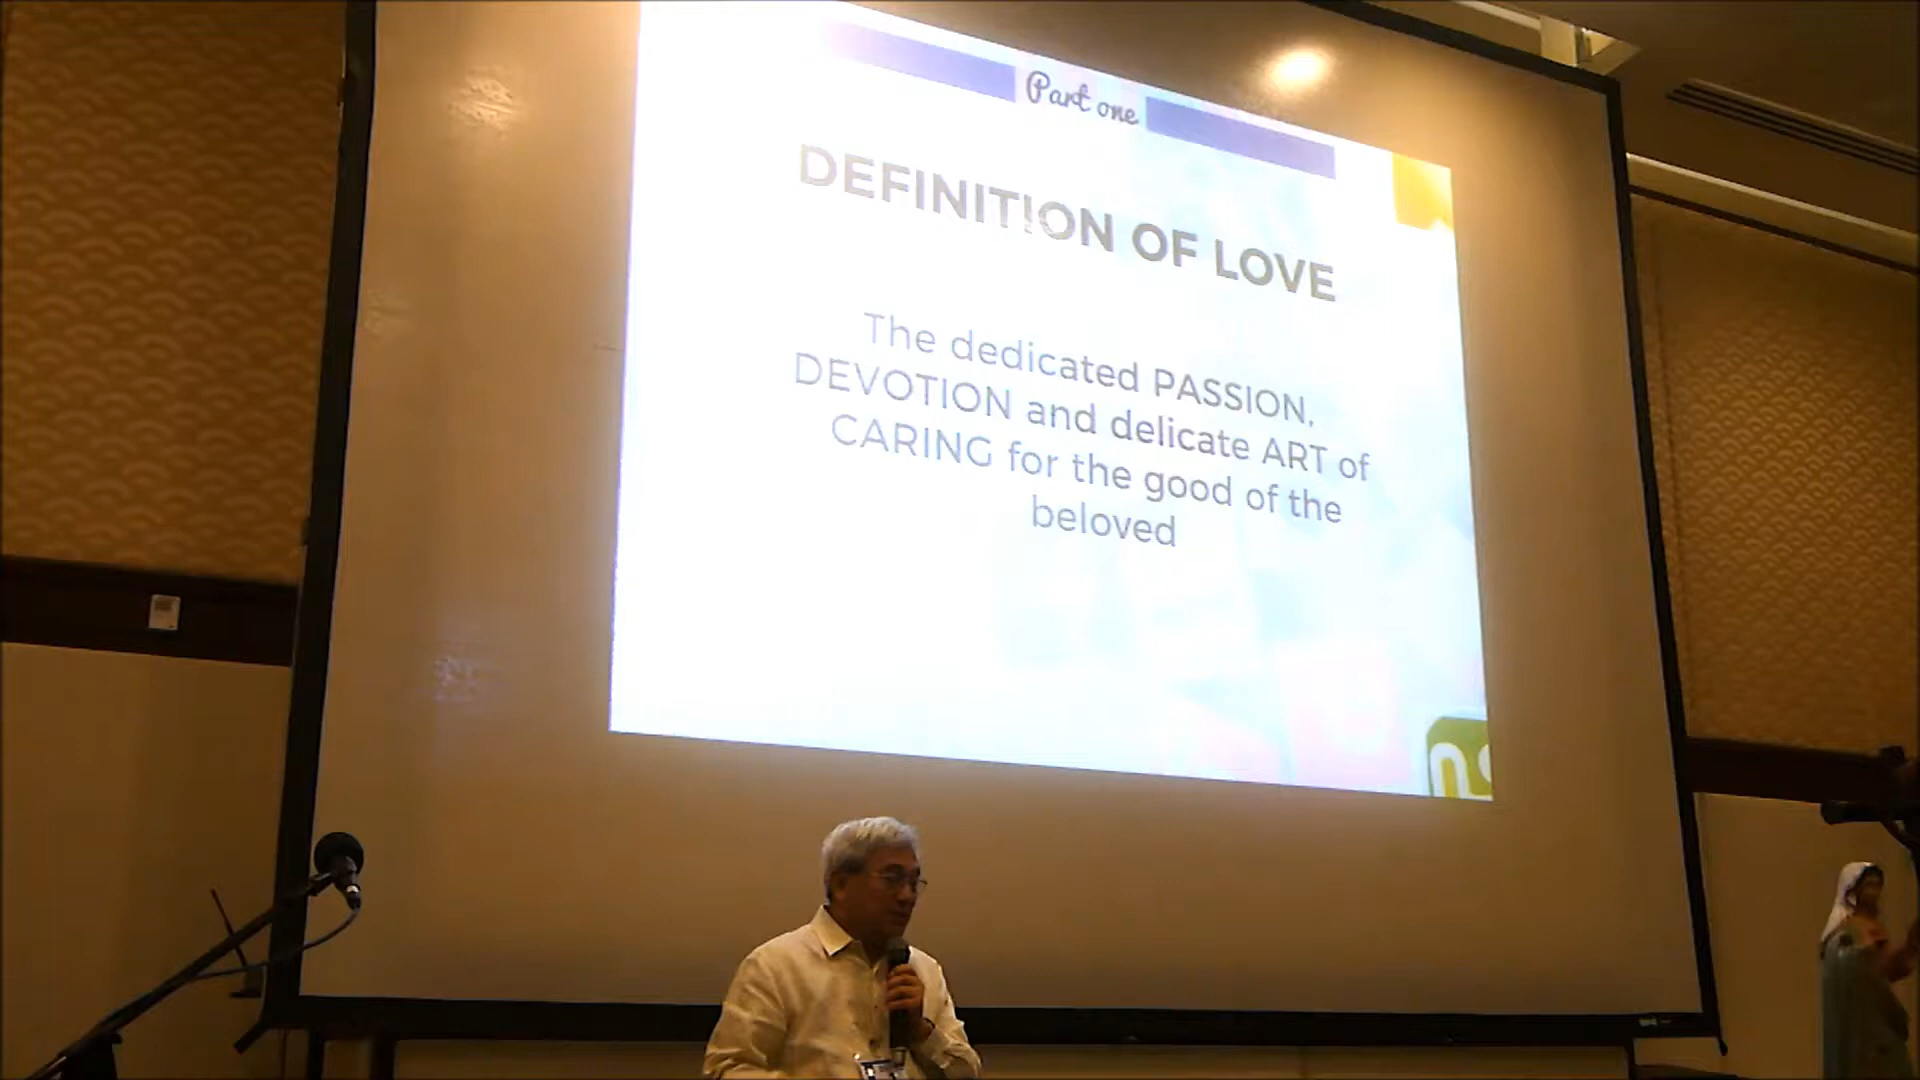 Part one
DEFINITION OF LOVE
The dedicated PASSION,
DEVOTION and delicate ART of
CARING for the good of the
beloved